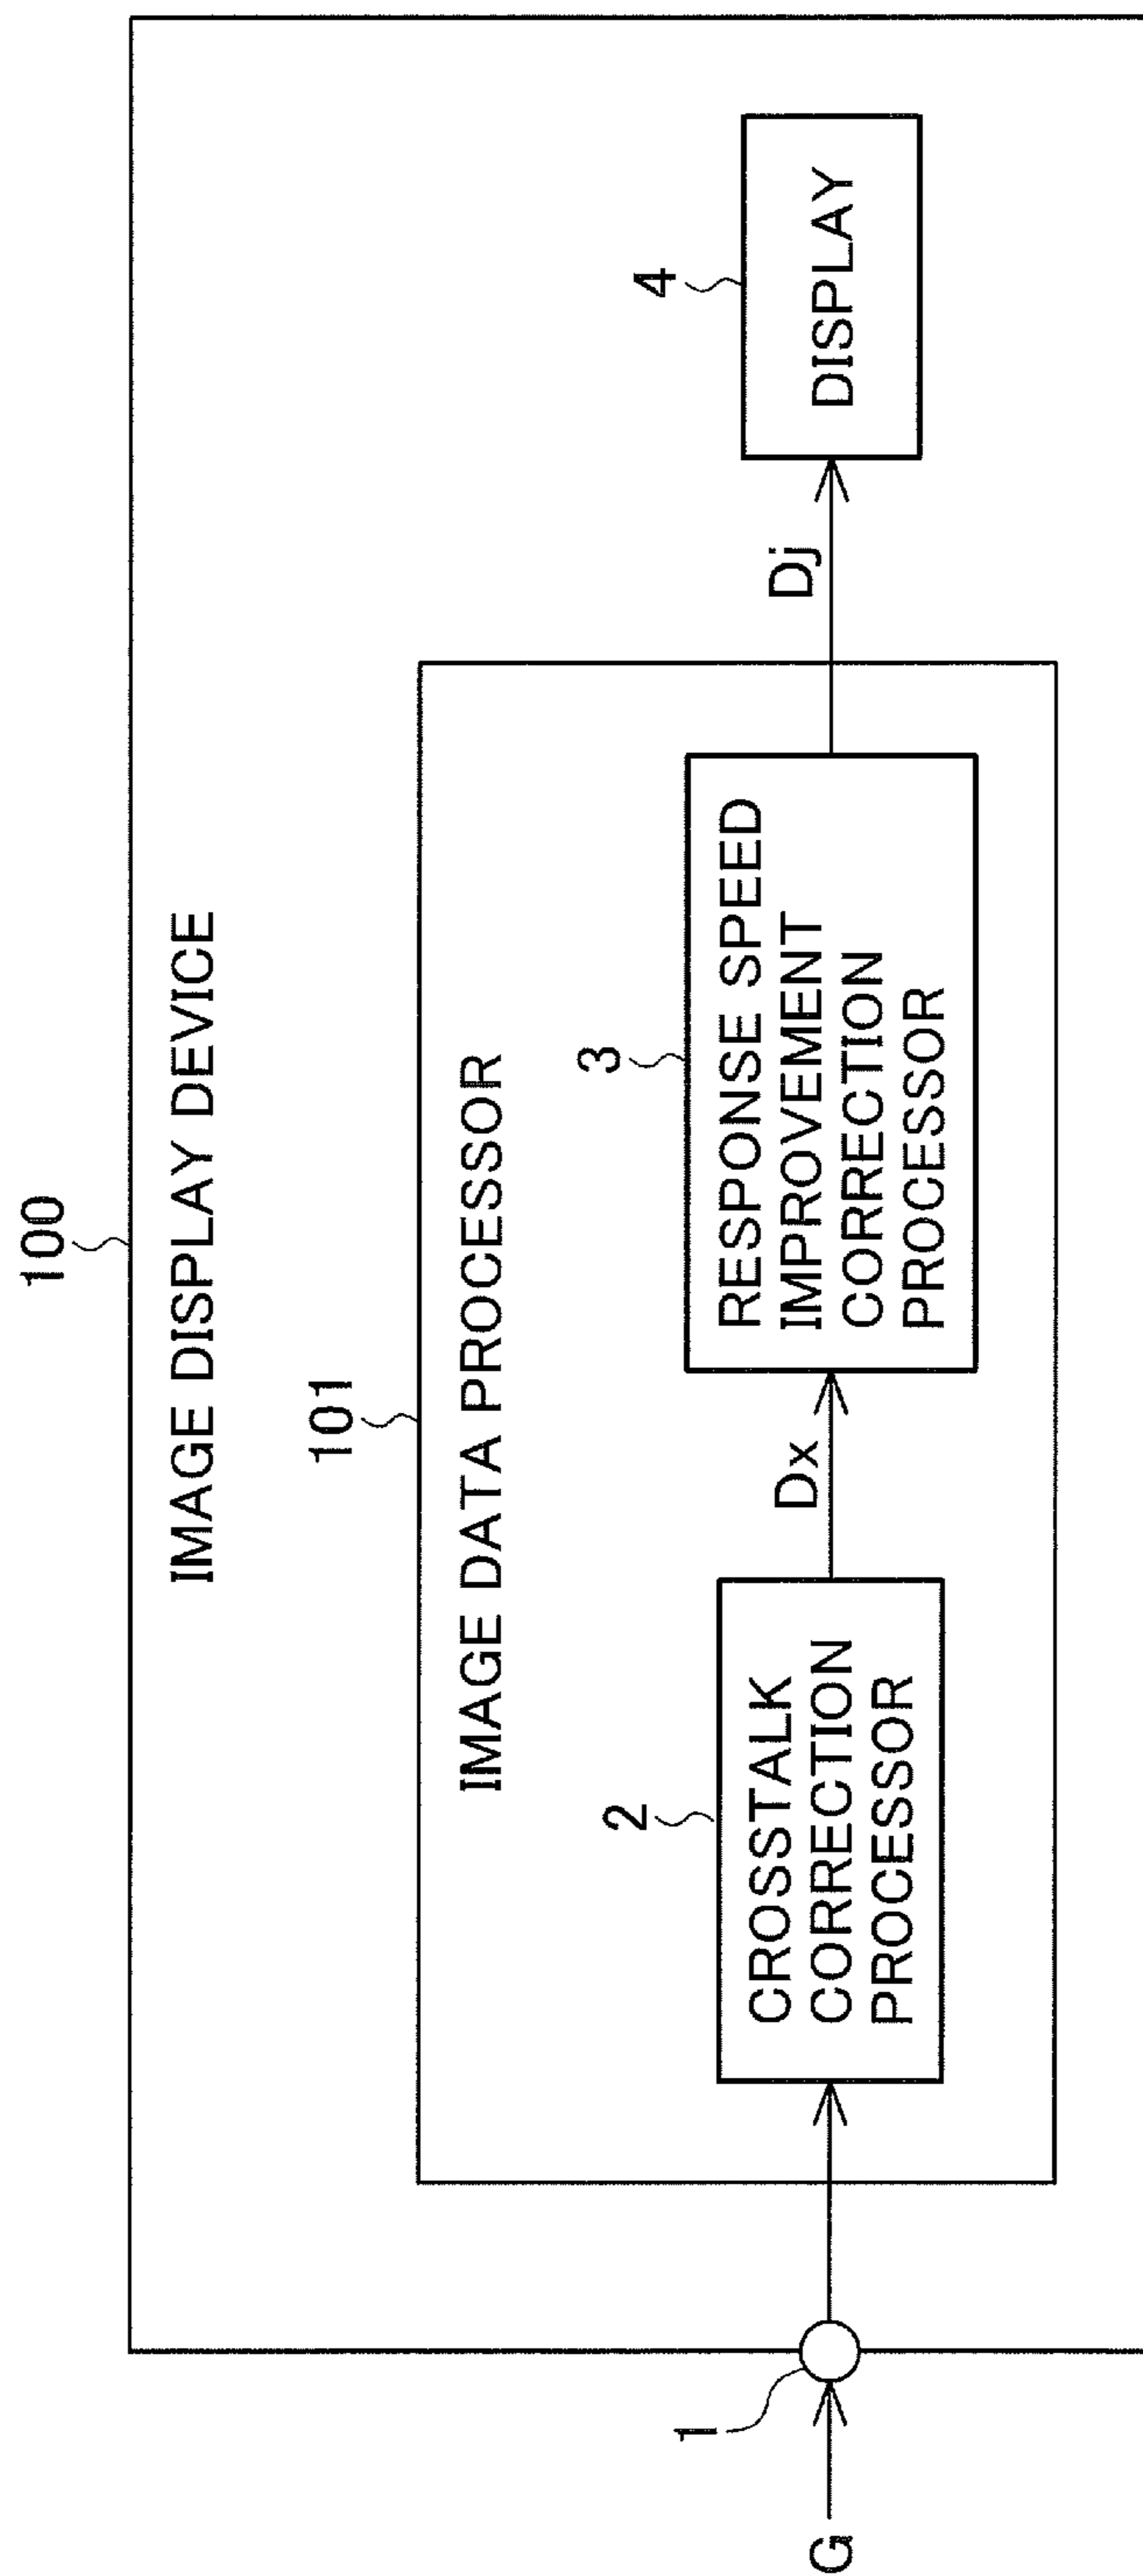 100
IMAGE DISPLAY DEVICE
101
IMAGE DATA PROCESSOR
1
G
2
CROSSTALK
CORRECTION
PROCESSOR
Dx
3
RESPONSE SPEED
IMPROVEMENT
CORRECTION
PROCESSOR
Dj
4
DISPLAY